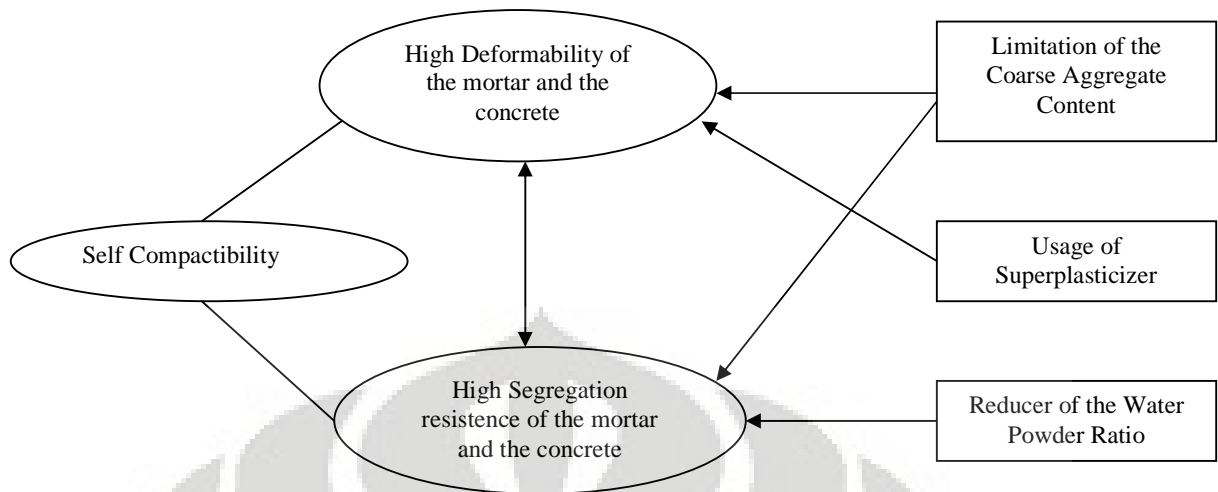 High Deformability of
the mortar and the
concrete
Limitation of the
Coarse Aggregate
Content
Self Compactibility
Usage of
Superplasticizer
High Segregation
resistence of the mortar
and the concrete
Reducer of the Water
Powder Ratio